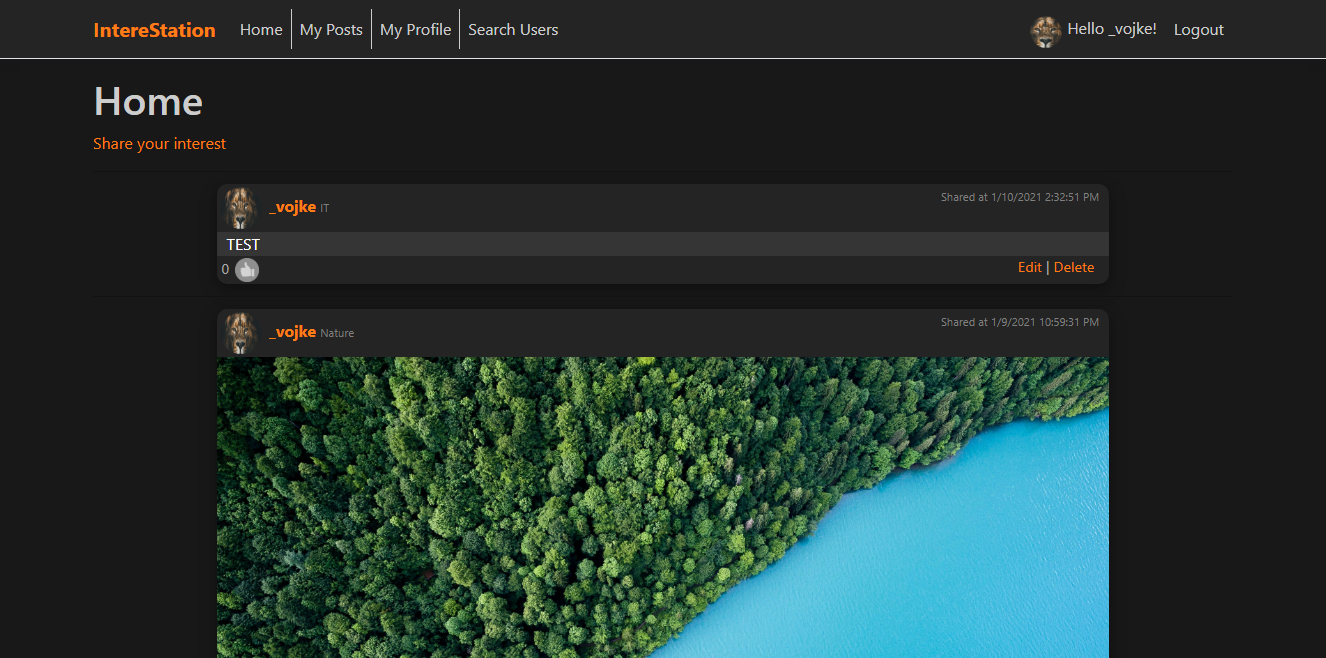 IntereStation Home My Posts My Profile Search Users Hello _vojke! Logout
Home
Share your interest
_vojke IT Shared at 1/10/2021 2:32:51 PM
TEST
0 Edit | Delete
_vojke Nature Shared at 1/9/2021 10:59:31 PM